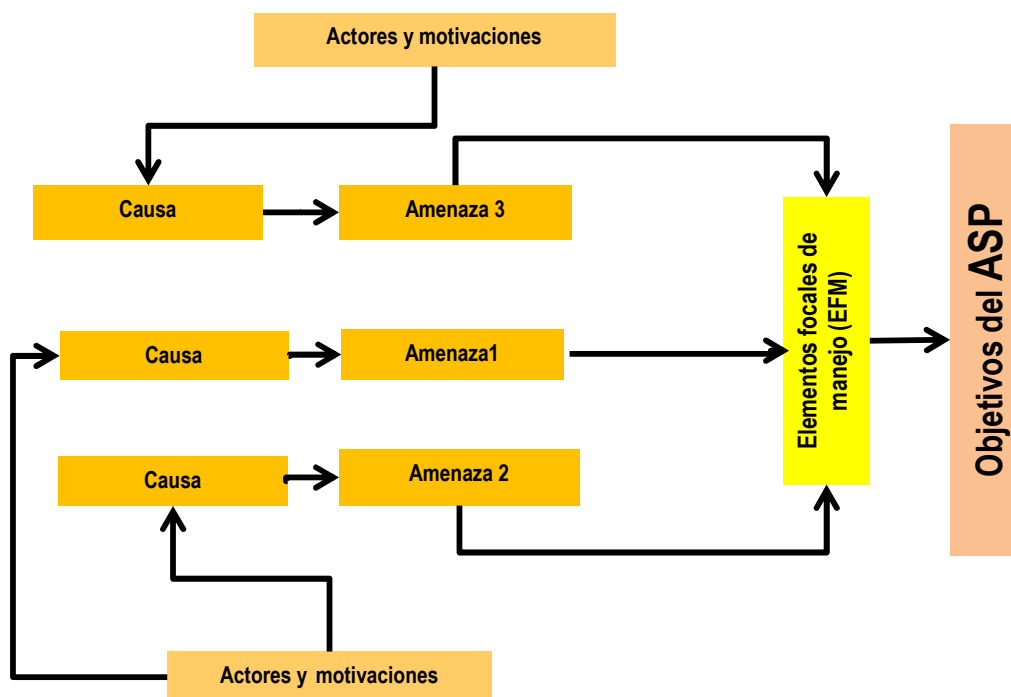 Actores y motivaciones
Causa
Amenaza 3
Causa
Amenaza1
Causa
Amenaza 2
Actores y motivaciones
Elementos focales de
manejo (EFM)
Objetivos del ASP